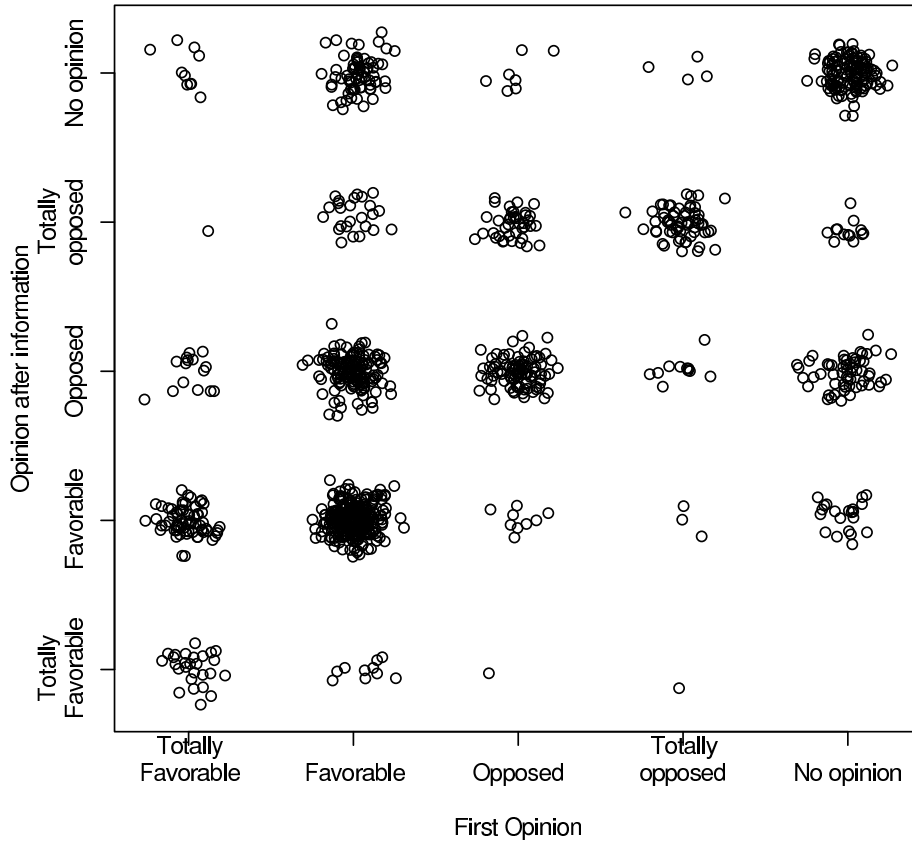 No opinion
Totally
opposed
Opposed
Favorable
Totally
Favorable
Opinion after information
Totally
Favorable
Favorable
Opposed
Totally
opposed
No opinion
First Opinion